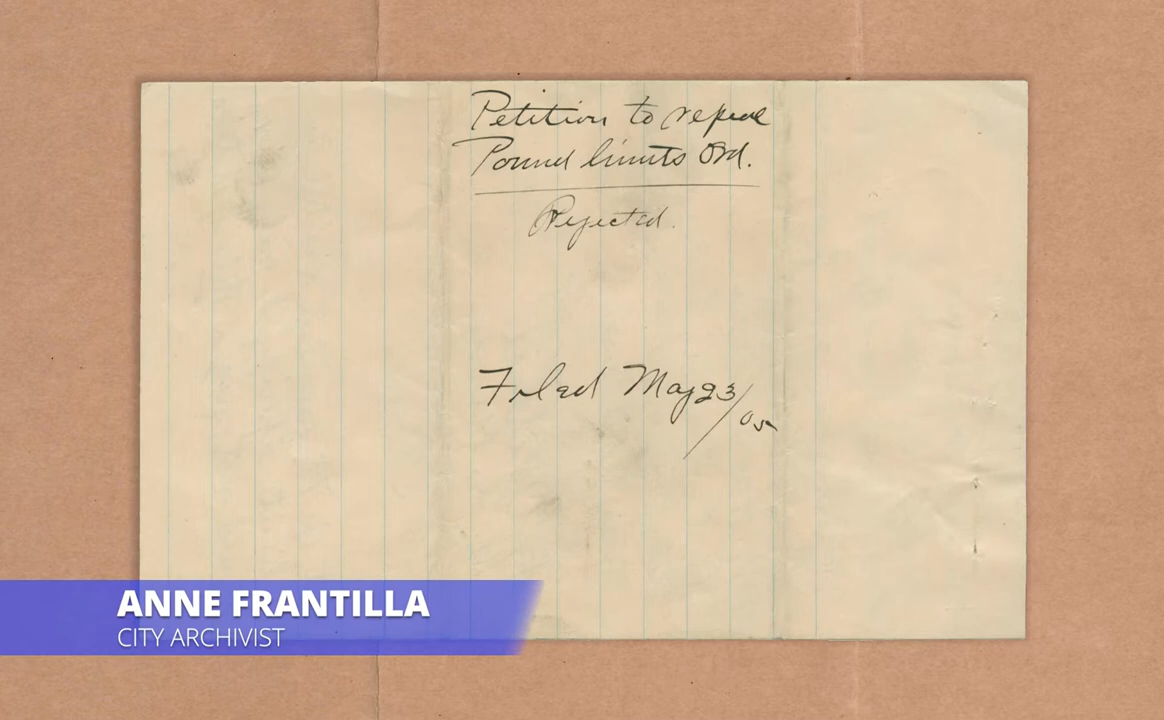 Petition to repeal
Pound limits Ord.
Rejected.
Filed May 23/05
ANNE FRANTILLA
CITY ARCHIVIST